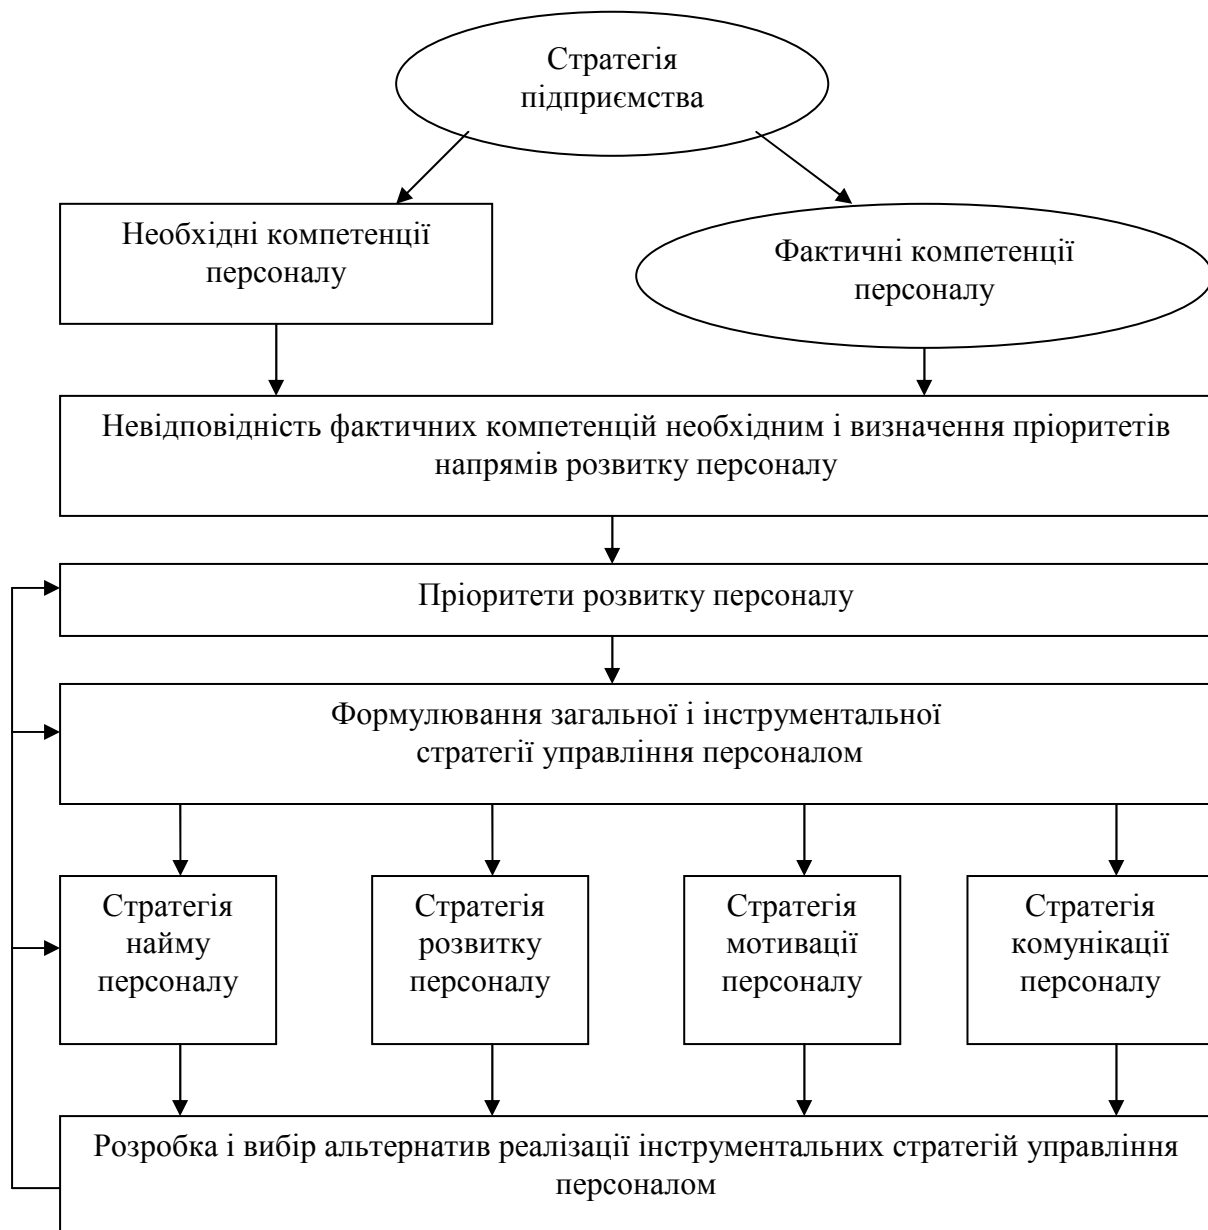 Стратегія
підприємства
Необхідні компетенції
персоналу
Фактичні компетенції
персоналу
Невідповідність фактичних компетенцій необхідним і визначення пріоритетів
напрямів розвитку персоналу
Пріоритети розвитку персоналу
Формулювання загальної і інструментальної
стратегії управління персоналом
Стратегія
найму
персоналу
Стратегія
розвитку
персоналу
Стратегія
мотивації
персоналу
Стратегія
комунікації
персоналу
Розробка і вибір альтернатив реалізації інструментальних стратегій управління
персоналом